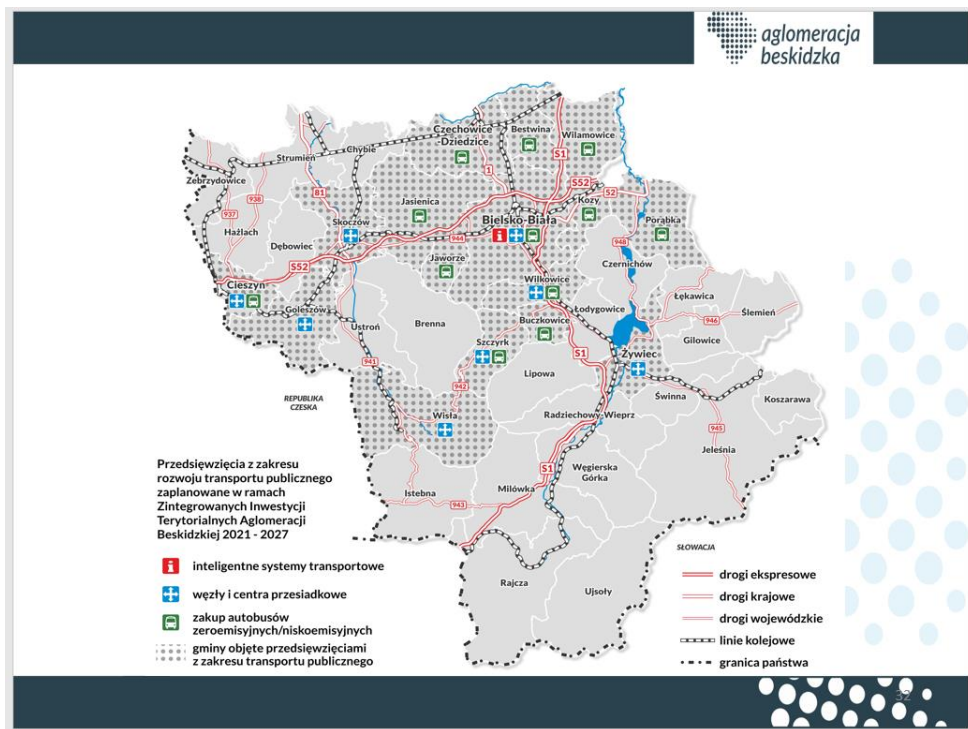 aglomeracja
beskidzka
Czechowice
-Dziedzice
Bestwina
Wilamowice
S1
Chybie
Strumień
Zebrzydowice
1
S52
52
81
938
937
Jasienica
Kozy
Bielsko-Biała
Porąbka
Skoczów
Hażlach
Dębowiec
944
948
S52
Jaworze
Czernichów
Cieszyn
Wilkowice
Łękawica
Goleszów
Łodygowice
Ślemień
Ustroń
Brenna
Buczkowice
946
Szczyrk
Gilowice
941
S1
Żywiec
942
Lipowa
Świnna
Koszarawa
REPUBLIKA
CZESKA
Wisła
Radziechowy-Wieprz
945
Jeleśnia
Przedsięwzięcia z zakresu
rozwoju transportu publicznego
zaplanowane w ramach
Zintegrowanych Inwestycji
Terytorialnych Aglomeracji
Beskidzkiej 2021 - 2027
S1
Węgierska
Górka
Istebna
943
Milówka
SŁOWACJA
Rajcza
Ujsoły
inteligentne systemy transportowe
węzły i centra przesiadkowe
zakup autobusów
zeroemisyjnych/niskoemisyjnych
gminy objęte przedsięwzięciami
z zakresu transportu publicznego
drogi ekspresowe
drogi krajowe
drogi wojewódzkie
linie kolejowe
granica państwa
32